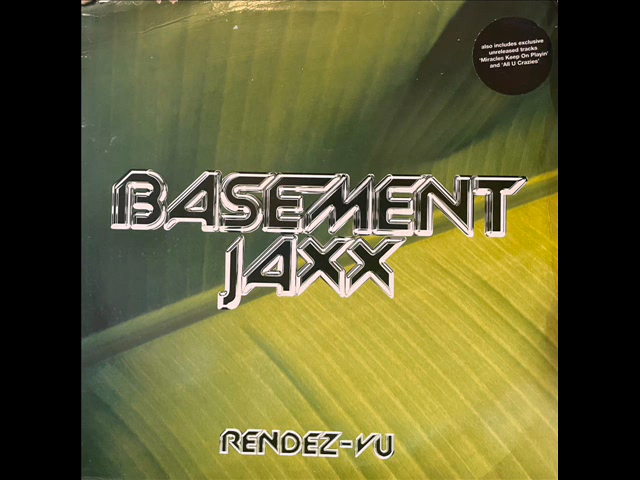 also includes exclusive
unreleased tracks
'Miracles Keep On Playin'
and 'All U Crazies'
BASEMENT
JAXX
RENDEZ-VU